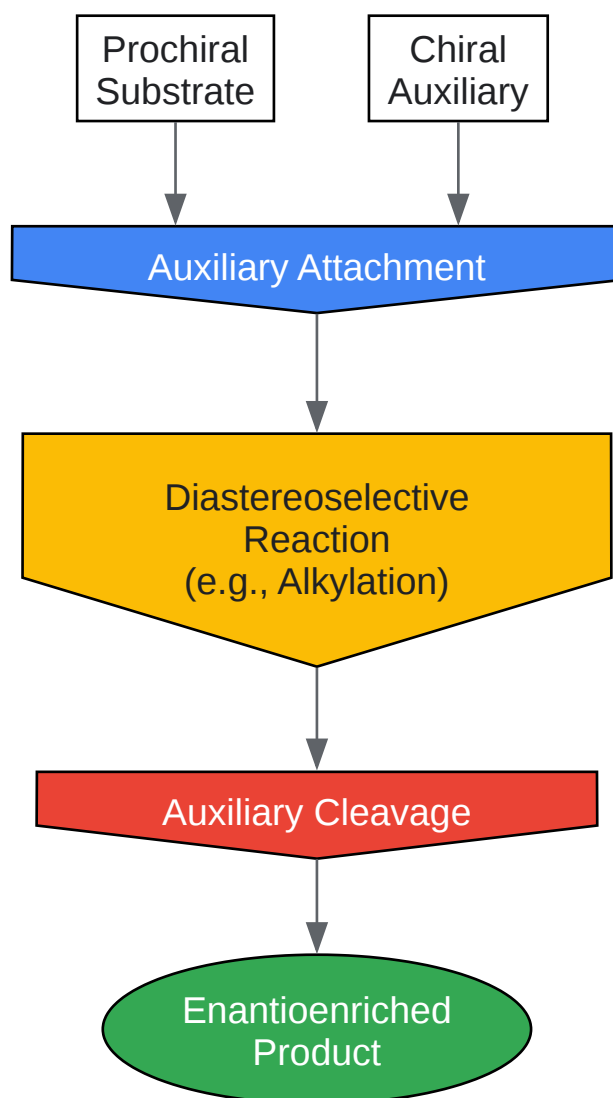 Prochiral
Substrate
Chiral
Auxiliary
Auxiliary Attachment
Diastereoselective
Reaction
(e.g., Alkylation)
Auxiliary Cleavage
Enantioenriched
Product